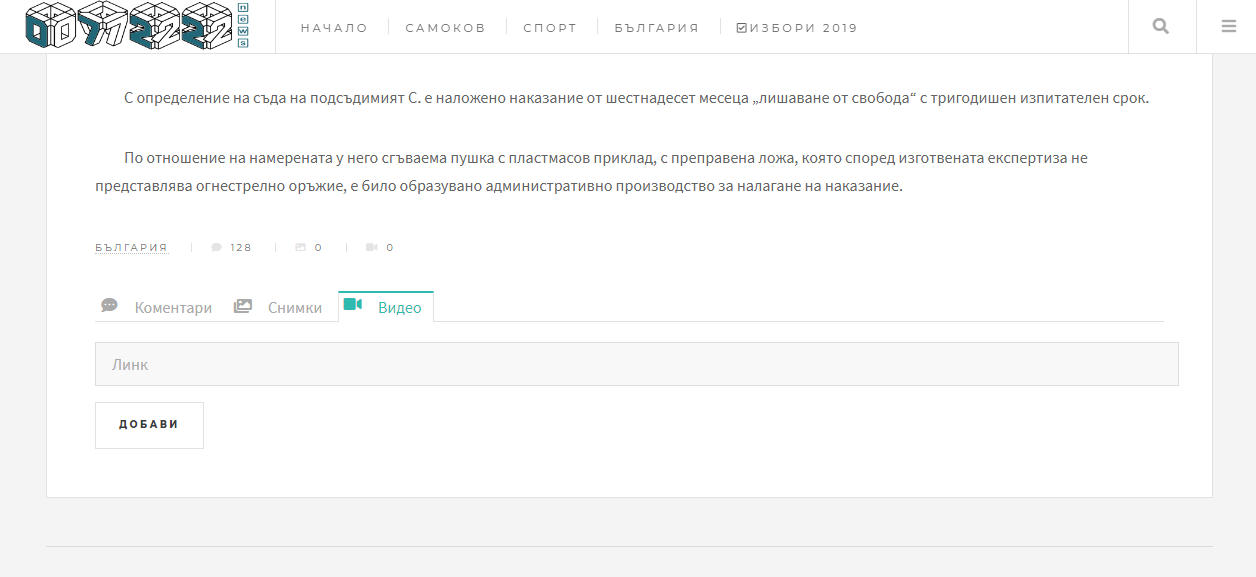 00722 news
НАЧАЛО САМОКОВ СПОРТ БЪЛГАРИЯ ИЗБОРИ 2019
С определение на съда на подсъдимият С. е наложено наказание от шестнадесет месеца „лишаване от свобода“ с тригодишен изпитателен срок.
По отношение на намерената у него сгъваема пушка с пластмасов приклад, с преправена ложа, която според изготвената експертиза не
представлява огнестрелно оръжие, е било образувано административно производство за налагане на наказание.
БЪЛГАРИЯ 128 0 0
Коментари Снимки Видео
Линк
ДОБАВИ